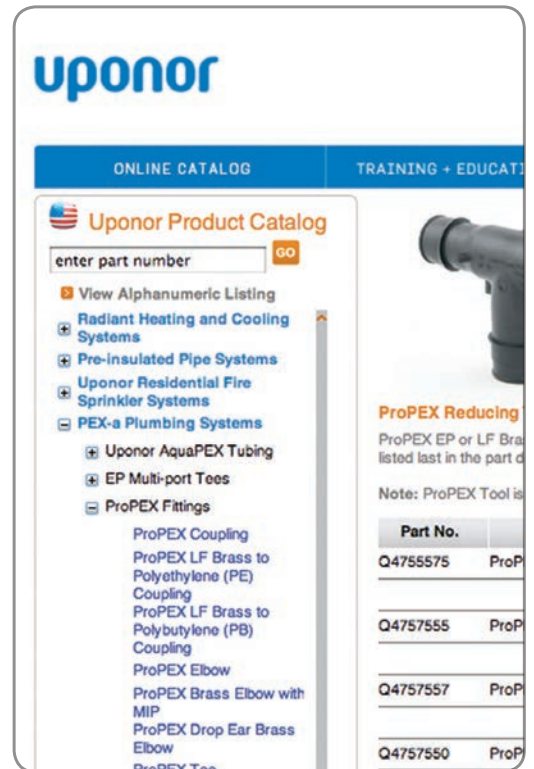 uponor
ONLINE CATALOG
TRAINING + EDUCATI
Uponor Product Catalog
enter part number
GO
View Alphanumeric Listing
Radiant Heating and Cooling
Systems
Pre-insulated Pipe Systems
Uponor Residential Fire
Sprinkler Systems
PEX-a Plumbing Systems
Uponor AquaPEX Tubing
EP Multi-port Tees
ProPEX Fittings
ProPEX Coupling
ProPEX LF Brass to
Polyethylene (PE)
Coupling
ProPEX LF Brass to
Polybutylene (PB)
Coupling
ProPEX Elbow
ProPEX Brass Elbow with
MIP
ProPEX Drop Ear Brass
Elbow
ProPEX Tee
ProPEX Reducing
ProPEX EP or LF Bra
listed last in the part d
Note: ProPEX Tool is
Part No.
Q4755575 ProP
Q4757555 ProP
Q4757557 ProP
Q4757550 ProP